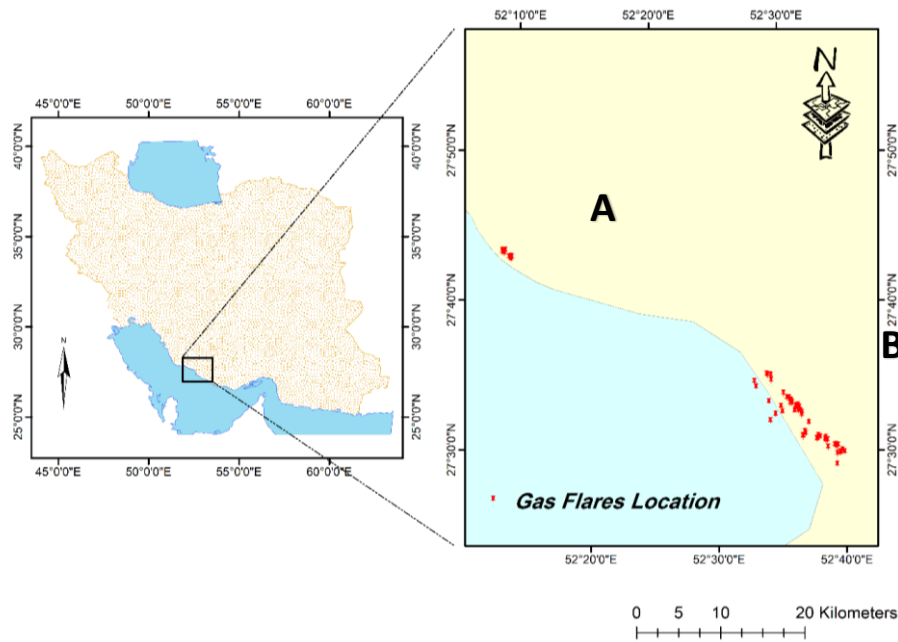 52°10'0"E 52°20'0"E 52°30'0"E
N
45°0'0"E 50°0'0"E 55°0'0"E 60°0'0"E
40°0'0"N 40°0'0"N
35°0'0"N 35°0'0"N
30°0'0"N 30°0'0"N
25°0'0"N 25°0'0"N
N
45°0'0"E 50°0'0"E 55°0'0"E 60°0'0"E
27°50'0"N 27°50'0"N
A
27°40'0"N 27°40'0"N
B
27°30'0"N 27°30'0"N
Gas Flares Location
52°20'0"E 52°30'0"E 52°40'0"E
0 5 10 20 Kilometers